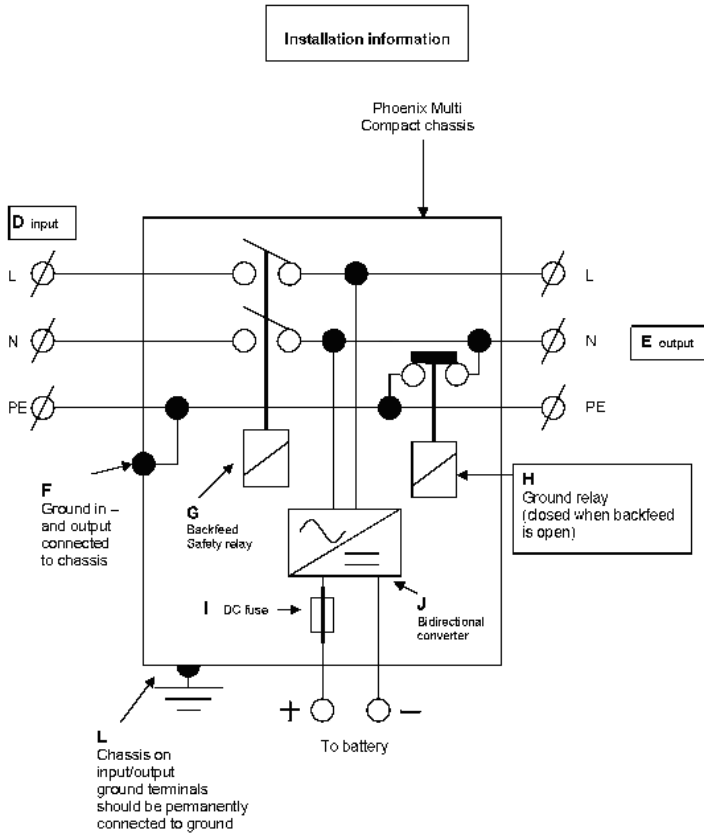 Installation information
Phoenix Multi
Compact chassis
D input
L
L
N
N
E output
PE
PE
F
Ground in –
and output
connected
to chassis
G
Backfeed
Safety relay
H
Ground relay
(closed when backfeed
is open)
I DC fuse
J
Bidirectional
converter
+
–
To battery
L
Chassis on
input/output
ground terminals
should be permanently
connected to ground